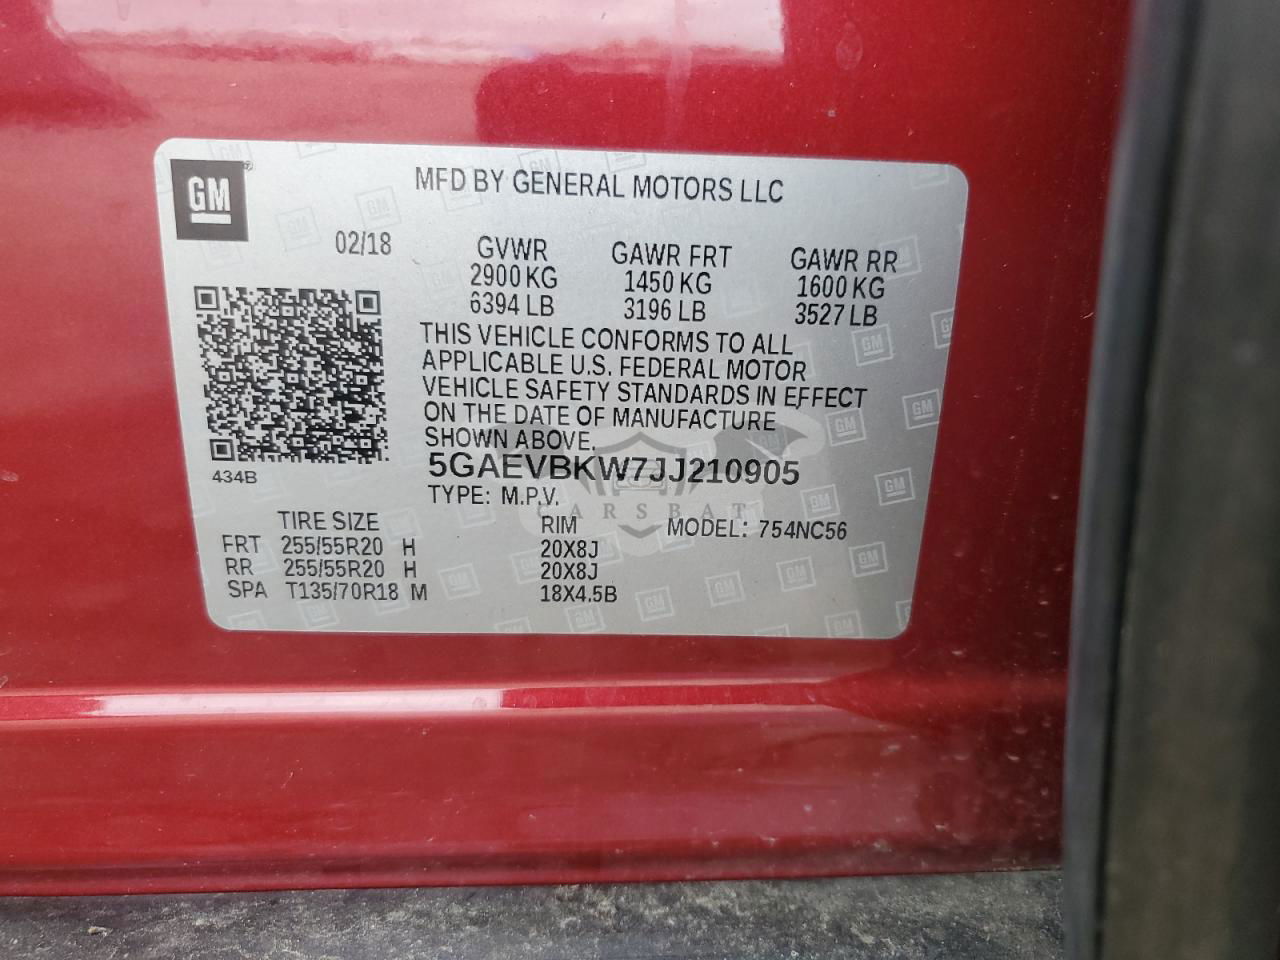 GM
MFD BY GENERAL MOTORS LLC
02/18
GVWR GAWR FRT GAWR RR
2900 KG 1450 KG 1600 KG
6394 LB 3196 LB 3527 LB
THIS VEHICLE CONFORMS TO ALL
APPLICABLE U.S. FEDERAL MOTOR
VEHICLE SAFETY STANDARDS IN EFFECT
ON THE DATE OF MANUFACTURE
SHOWN ABOVE.
434B
5GAEVBKW7JJ210905
TYPE: M.P.V.
CARSBAT
TIRE SIZE RIM MODEL: 754NC56
FRT 255/55R20 H 20X8J
RR 255/55R20 H 20X8J
SPA T135/70R18 M 18X4.5B